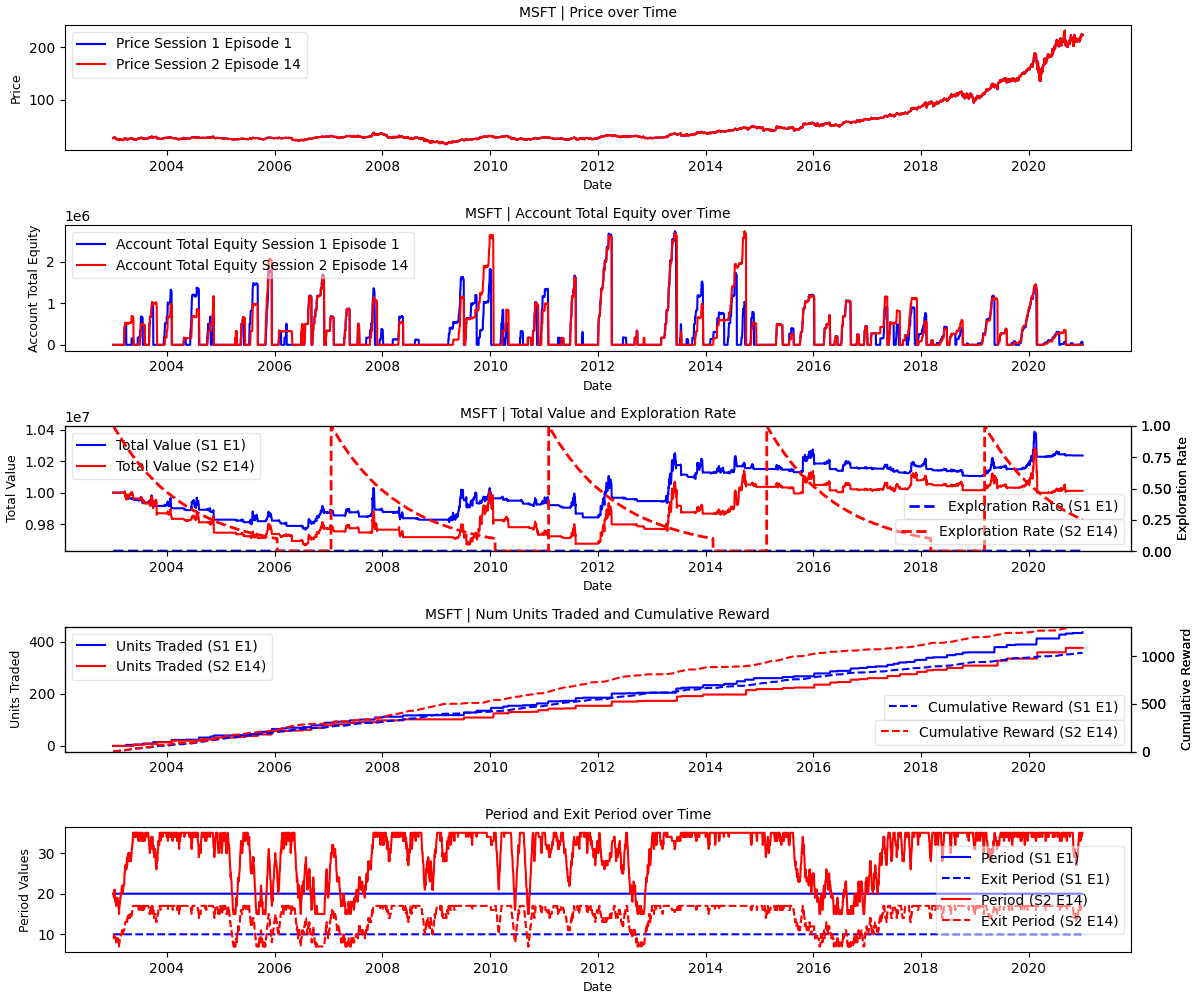 MSFT | Price over Time
Price Session 1 Episode 1
Price Session 2 Episode 14
Price
200
100
2004 2006 2008 2010 2012 2014 2016 2018 2020
Date
MSFT | Account Total Equity over Time
1e6
Account Total Equity Session 1 Episode 1
Account Total Equity Session 2 Episode 14
Account Total Equity
2
1
0
2004 2006 2008 2010 2012 2014 2016 2018 2020
Date
MSFT | Total Value and Exploration Rate
1e7
Total Value (S1 E1)
Total Value (S2 E14)
Total Value
1.04
1.02
1.00
0.98
1.00
0.75
0.50
0.25
0.00
Exploration Rate
Exploration Rate (S1 E1)
Exploration Rate (S2 E14)
2004 2006 2008 2010 2012 2014 2016 2018 2020
Date
MSFT | Num Units Traded and Cumulative Reward
Units Traded (S1 E1)
Units Traded (S2 E14)
Units Traded
400
200
0
1000
500
0
Cumulative Reward
Cumulative Reward (S1 E1)
Cumulative Reward (S2 E14)
2004 2006 2008 2010 2012 2014 2016 2018 2020
Period and Exit Period over Time
Period Values
30
20
10
Period (S1 E1)
Exit Period (S1 E1)
Period (S2 E14)
Exit Period (S2 E14)
2004 2006 2008 2010 2012 2014 2016 2018 2020
Date